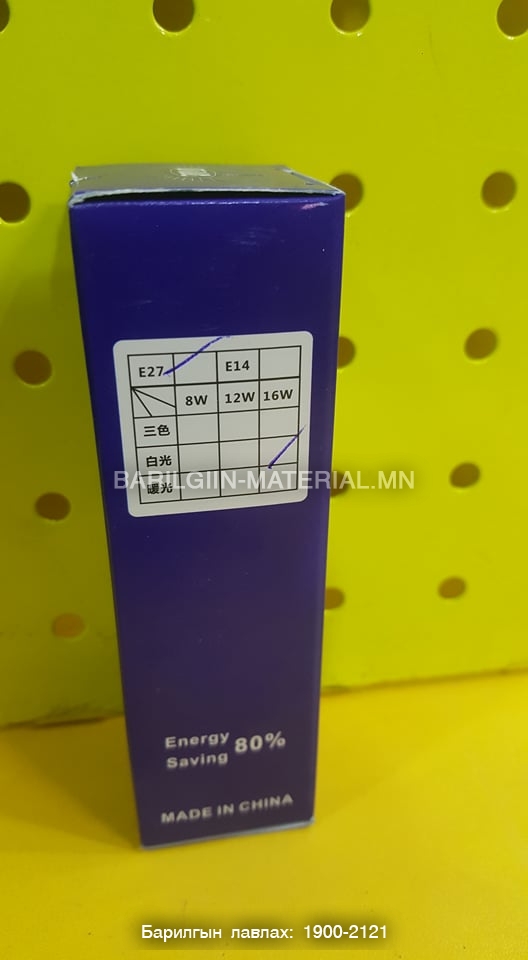 E27 E14
8W 12W 16W
三色
白光
BARILGIIN-MATERIAL.MN
暖光
Energy
Saving 80%
MADE IN CHINA
Барилгын лавлах: 1900-2121